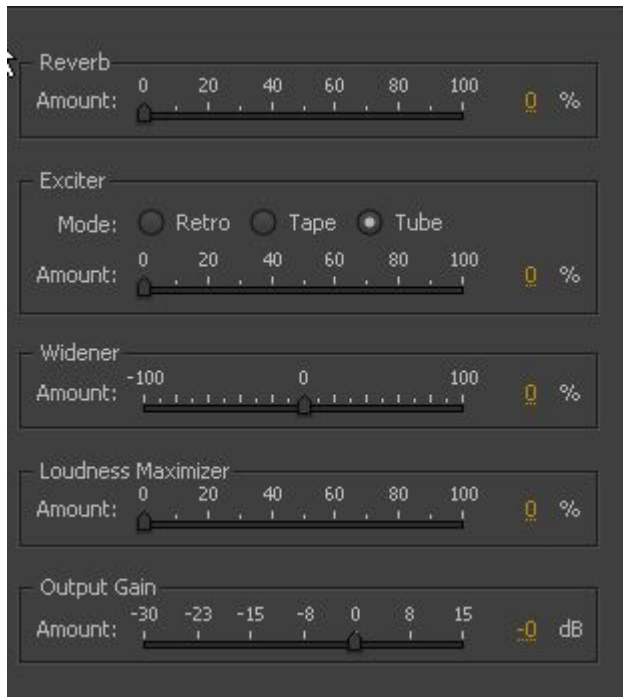 Reverb
0 20 40 60 80 100
Amount: 0 %
Exciter
Mode: Retro Tape Tube
0 20 40 60 80 100
Amount: 0 %
Widener
-100 0 100
Amount: 0 %
Loudness Maximizer
0 20 40 60 80 100
Amount: 0 %
Output Gain
-30 -23 -15 -8 0 8 15
Amount: -0 dB